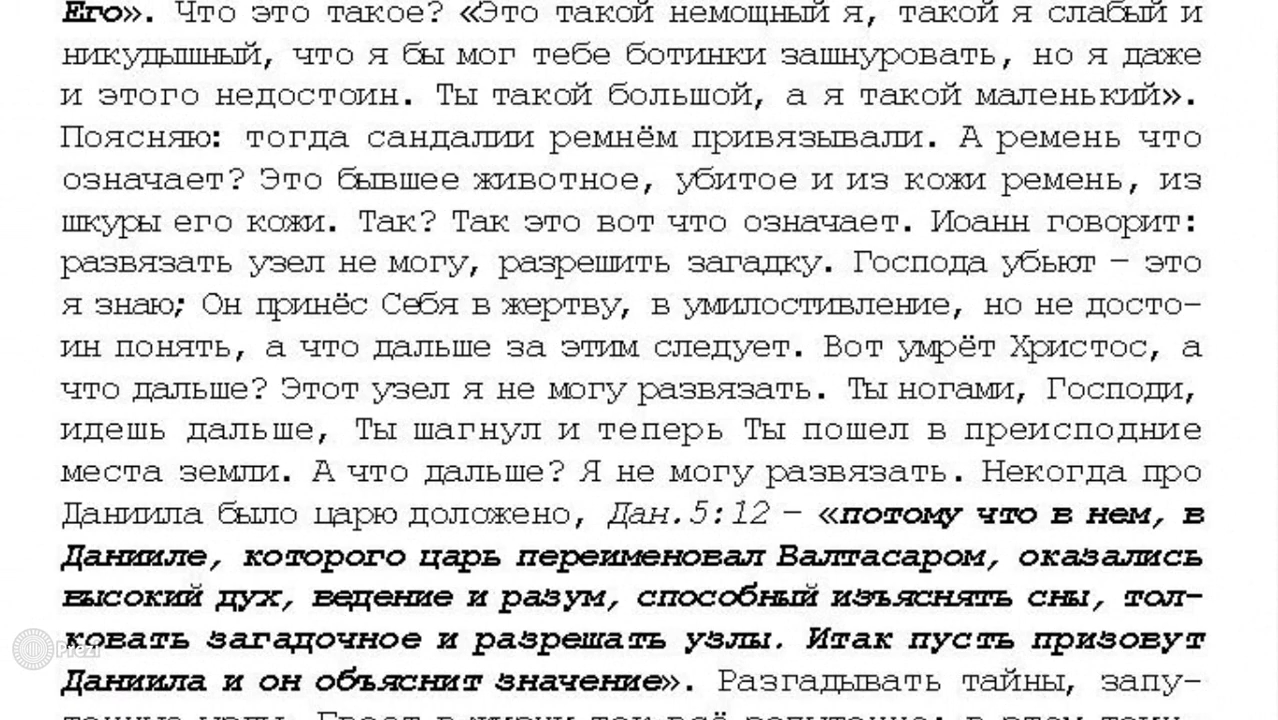 Его». Что это такое? «Это такой немощный я, такой я слабый и
никудышный, что я бы мог тебе ботинки зашнуровать, но я даже
и этого недостоин. Ты такой большой, а я такой маленький».
Поясняю: тогда сандалии ремнём привязывали. А ремень что
означает? Это бывшее животное, убитое и из кожи ремень, из
шкуры его кожи. Так? Так это вот что означает. Иоанн говорит:
развязать узел не могу, разрешить загадку. Господа убьют – это
я знаю; Он принёс Себя в жертву, в умилостивление, но не досто-
ин понять, а что дальше за этим следует. Вот умрёт Христос, а
что дальше? Этот узел я не могу развязать. Ты ногами, Господи,
идешь дальше, Ты шагнул и теперь Ты пошел в преисподние
места земли. А что дальше? Я не могу развязать. Некогда про
Даниила было царю доложено, Дан.5:12 – «потому что в нем, в
Данииле, которого царь переименовал Валтасаром, оказались
высокий дух, ведение и разум, способный изъяснять сны, тол-
ковать загадочное и разрешать узлы. Итак пусть призовут
Даниила и он объяснит значение». Разгадывать тайны, запу-
Prezi